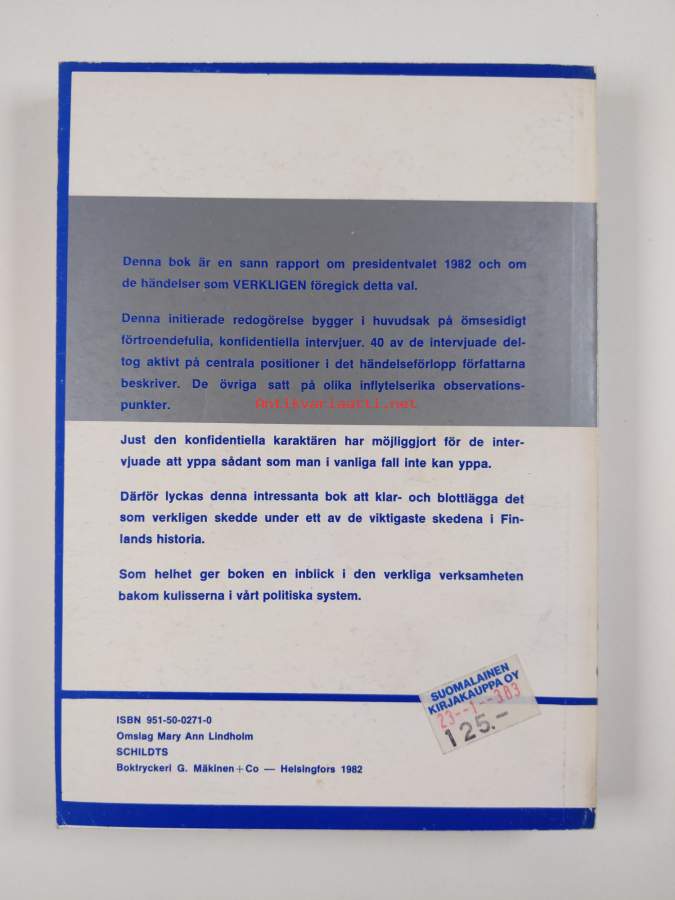 Denna bok är en sann rapport om presidentvalet 1982 och om
de händelser som VERKLIGEN föregick detta val.
Denna initierade redogörelse bygger i huvudsak på ömsesidigt
förtroendefulla, konfidentiella intervjuer. 40 av de intervjuade del-
tog aktivt på centrala positioner i det händelseförlopp författarna
beskriver. De övriga satt på olika inflytelserika observations-
punkter.
Antikvariaatti.net
Just den konfidentiella karaktären har möjliggjort för de inter-
vjuade att yppa sådant som man i vanliga fall inte kan yppa.
Därför lyckas denna intressanta bok att klar- och blottlägga det
som verkligen skedde under ett av de viktigaste skedena i Fin-
lands historia.
Som helhet ger boken en inblick i den verkliga verksamheten
bakom kulisserna i vårt politiska system.
SUOMALAINEN
KIRJAKAUPPA OY
23--1--383
125.-
ISBN 951-50-0271-0
Omslag Mary Ann Lindholm
SCHILDTS
Boktryckeri G. Mäkinen+Co — Helsingfors 1982